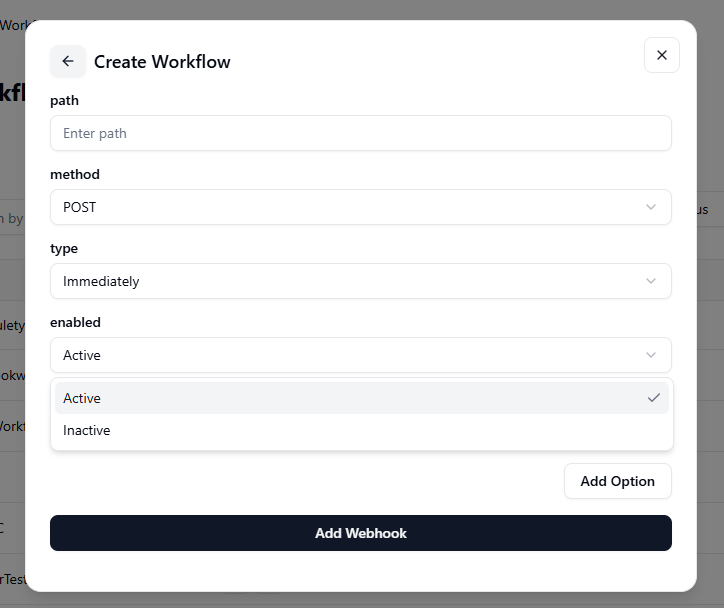 Create Workflow
path
Enter path
method
POST
type
Immediately
enabled
Active
Active
Inactive
Add Option
Add Webhook